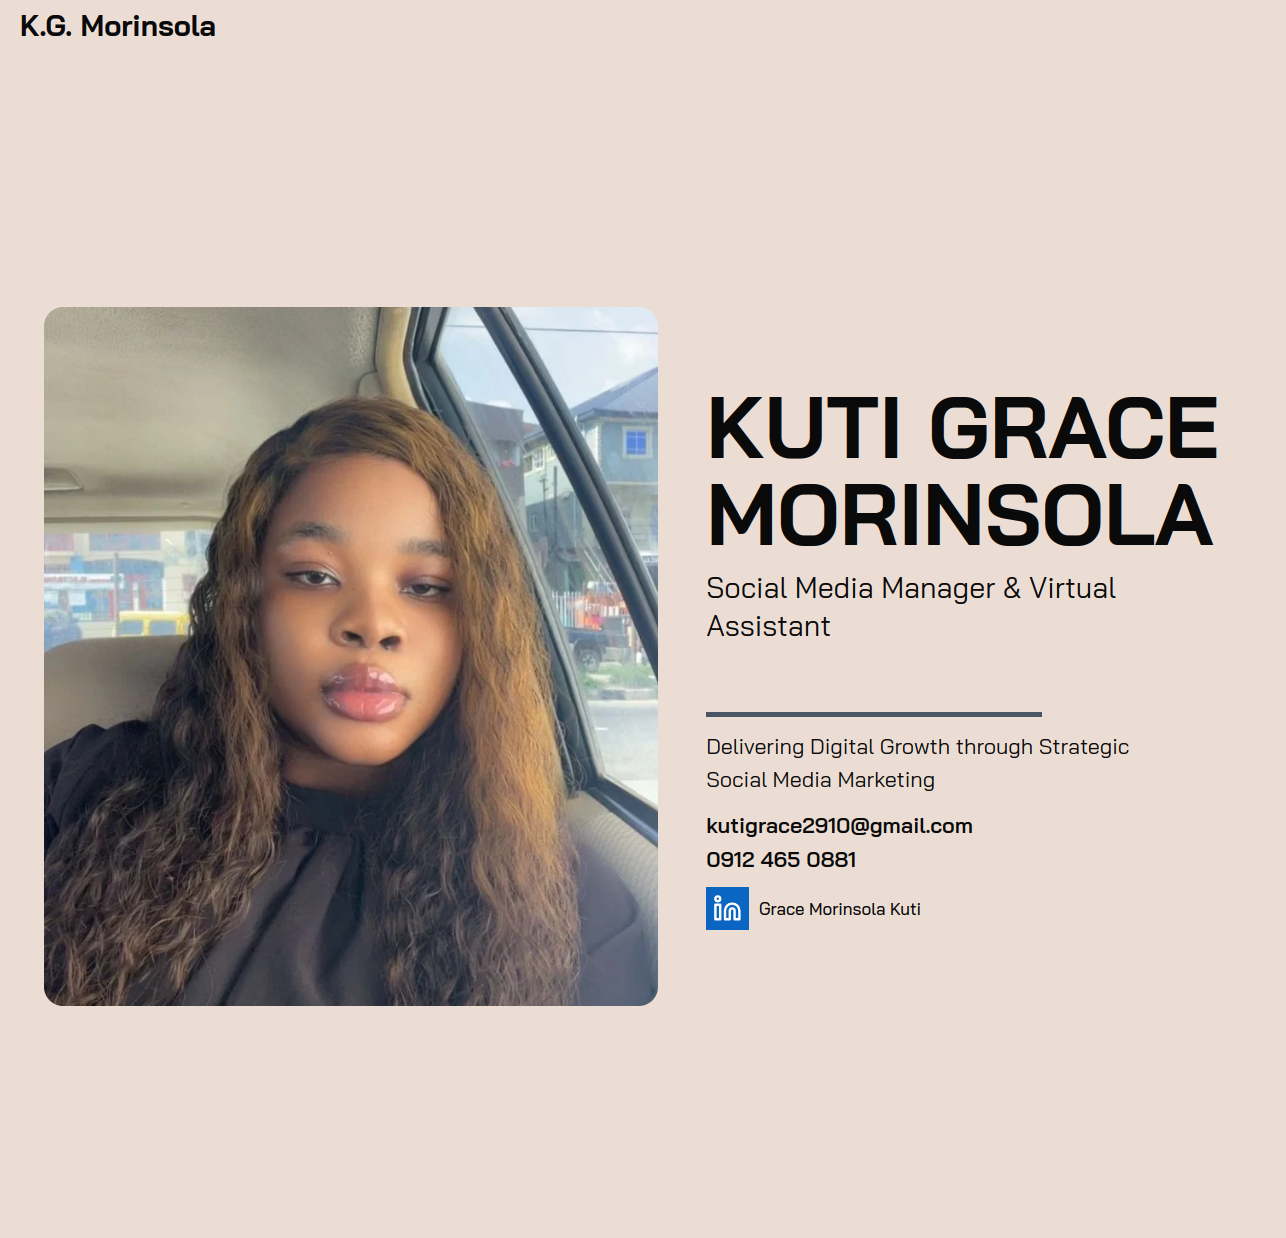 K.G. Morinsola
KUTI GRACE
MORINSOLA
Social Media Manager & Virtual
Assistant
Delivering Digital Growth through Strategic
Social Media Marketing
kutigrace2910@gmail.com
0912 465 0881
in Grace Morinsola Kuti